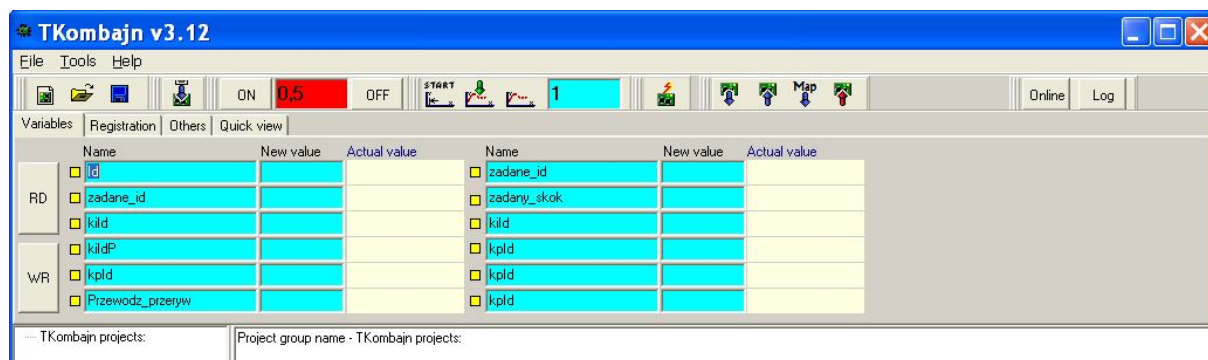 TKombajn v3.12
File Tools Help
ON 0,5 OFF START 1 Map Online Log
Variables Registration Others Quick view
Name New value Actual value Name New value Actual value
Id zadane_id
RD zadane_id zadany_skok
kiId kiId
kiIdP kpId
WR kpId kpId
Przewodz_przeryw kpId
TKombajn projects: Project group name - TKombajn projects: